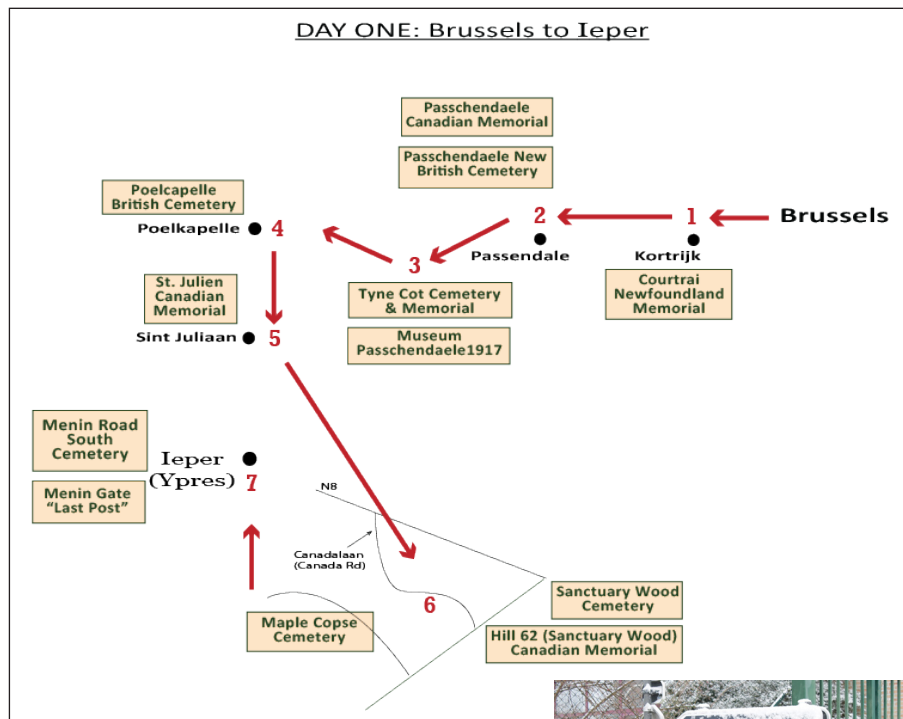 DAY ONE: Brussels to Ieper
Passchendaele
Canadian Memorial
Passchendaele New
British Cemetery
Poelcapelle
British Cemetery
Poelkapelle
4
2
1
Brussels
Passendale
Kortrijk
3
St. Julien
Canadian
Memorial
Tyne Cot Cemetery
& Memorial
Courtrai
Newfoundland
Memorial
Sint Juliaan
5
Museum
Passchendaele1917
Menin Road
South
Cemetery
Ieper
(Ypres)
7
Menin Gate
"Last Post"
N8
Canadalaan
(Canada Rd)
6
Sanctuary Wood
Cemetery
Maple Copse
Cemetery
Hill 62 (Sanctuary Wood)
Canadian Memorial